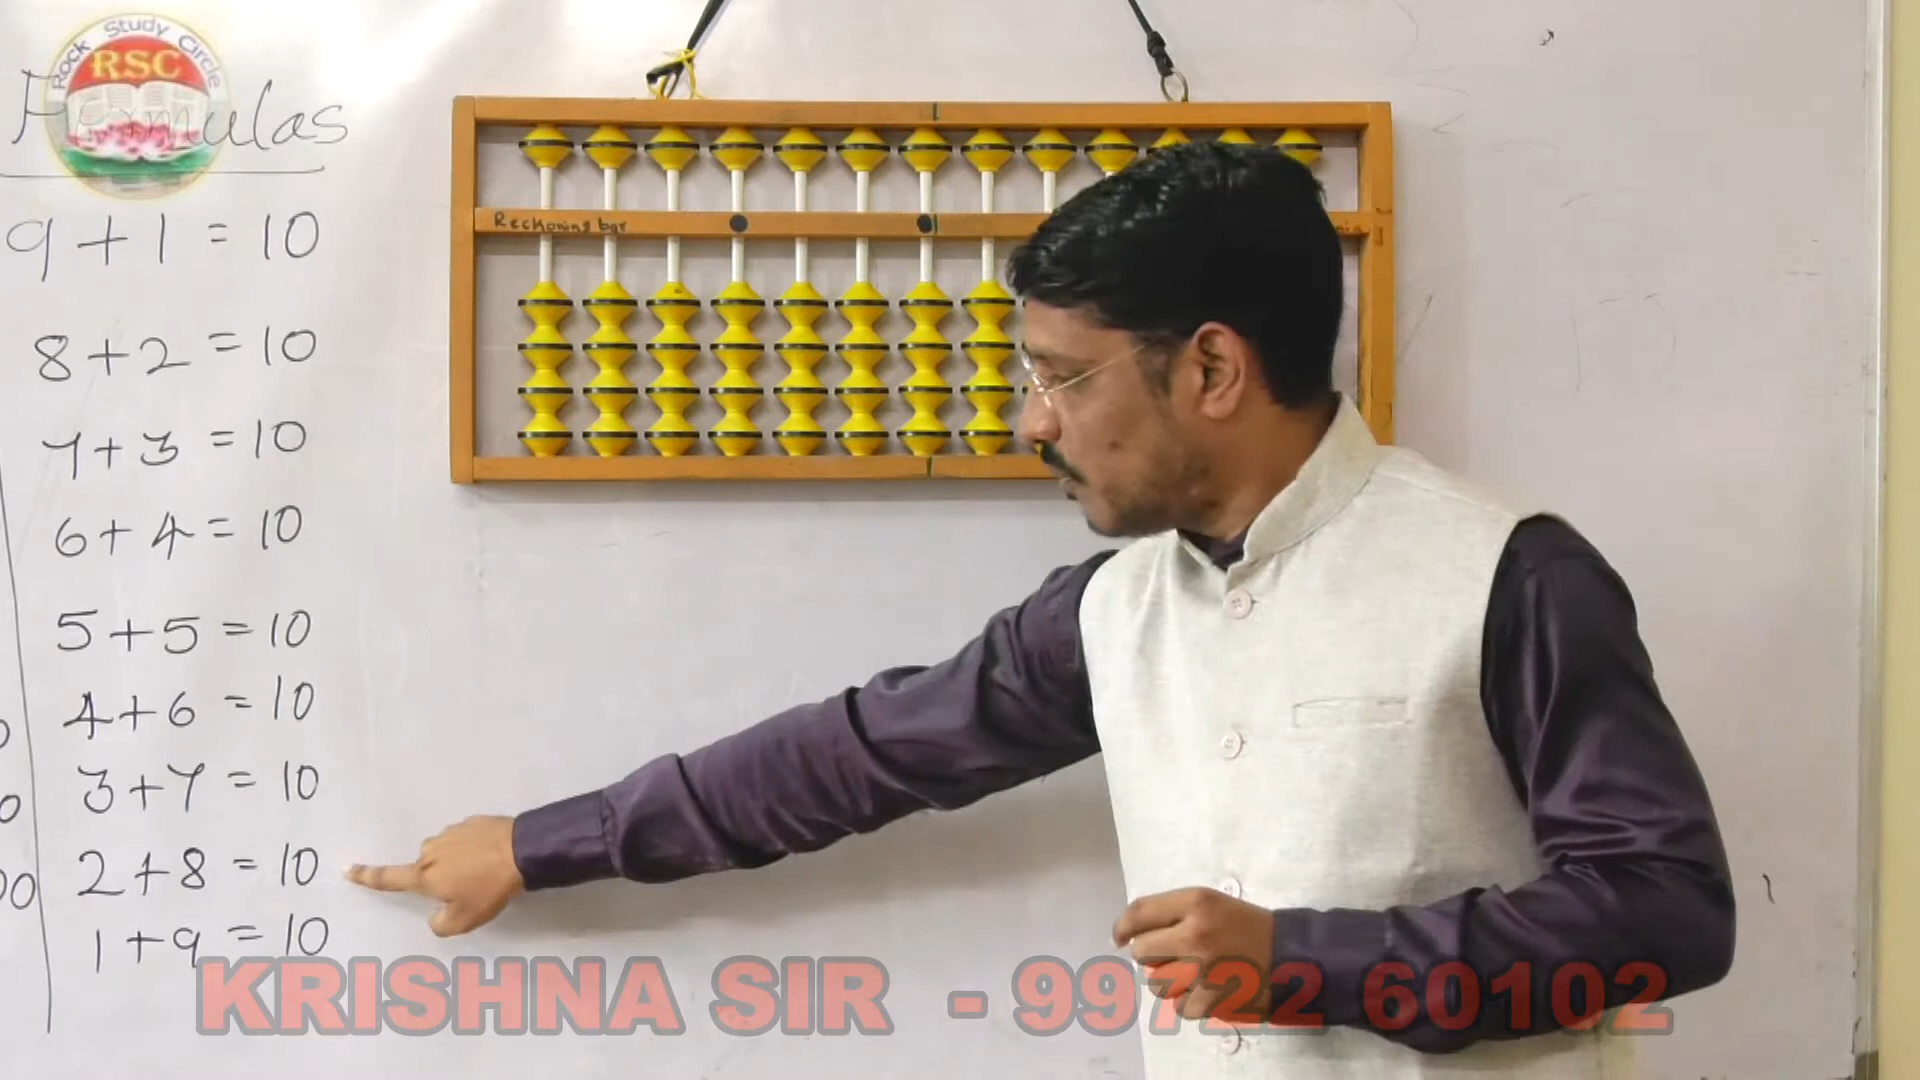 Rock Study Circle
RSC
Formulas
9 + 1 = 10
8 + 2 = 10
7 + 3 = 10
6 + 4 = 10
5 + 5 = 10
4 + 6 = 10
3 + 7 = 10
2 + 8 = 10
1 + 9 = 10
Reckoning bar
KRISHNA SIR - 99722 60102